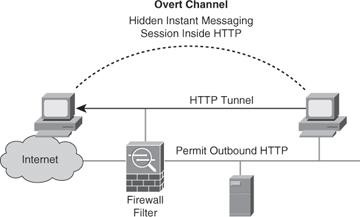 Overt Channel
Hidden Instant Messaging
Session Inside HTTP
HTTP Tunnel
Internet
Permit Outbound HTTP
Firewall
Filter